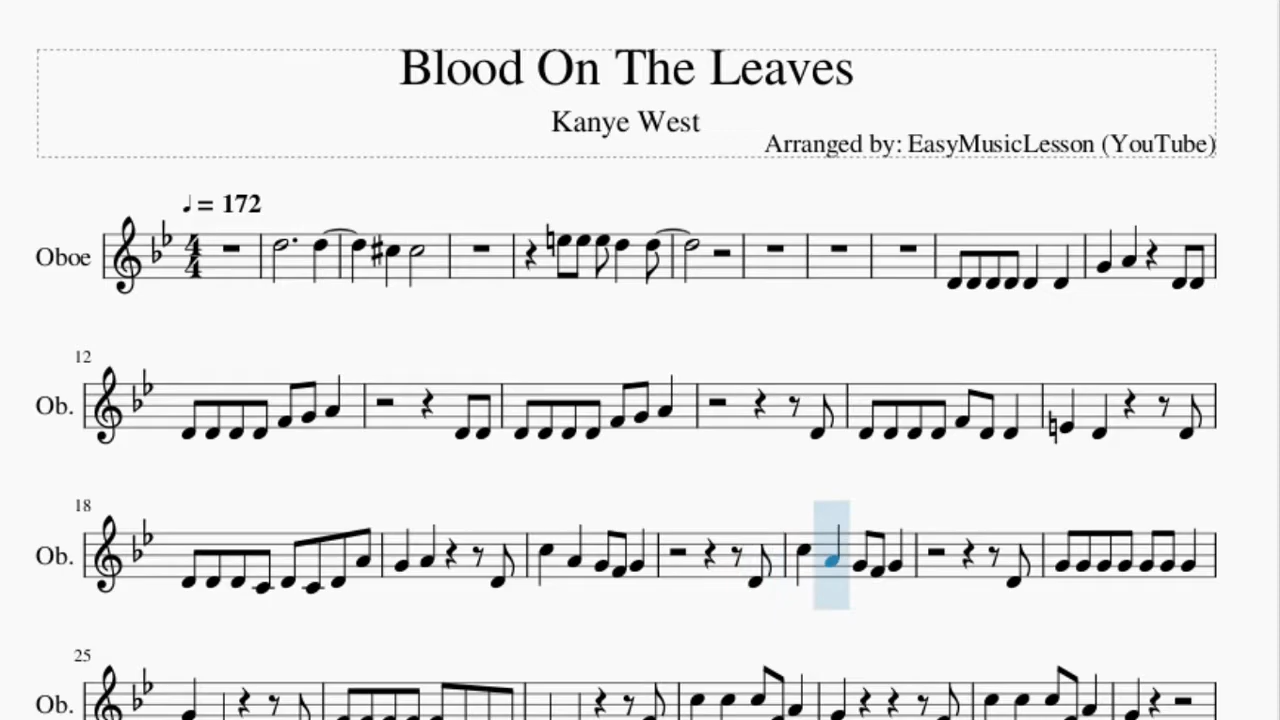 Blood On The Leaves
Kanye West
Arranged by: EasyMusicLesson (YouTube)
♩ = 172
Oboe
12
Ob.
18
Ob.
25
Ob.